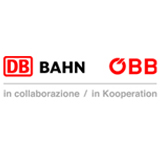 DB BAHN ÖBB
in collaborazione / in Kooperation